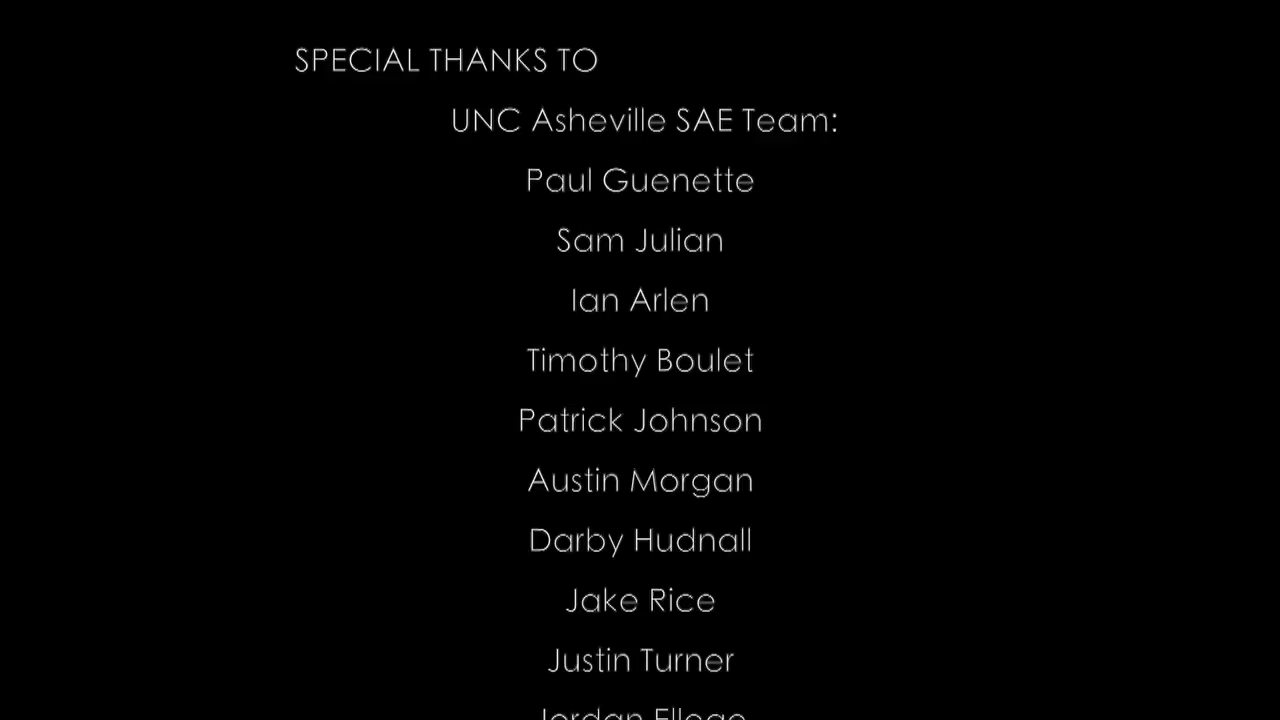 SPECIAL THANKS TO
UNC Asheville SAE Team:
Paul Guenette
Sam Julian
Ian Arlen
Timothy Boulet
Patrick Johnson
Austin Morgan
Darby Hudnall
Jake Rice
Justin Turner
Jordan